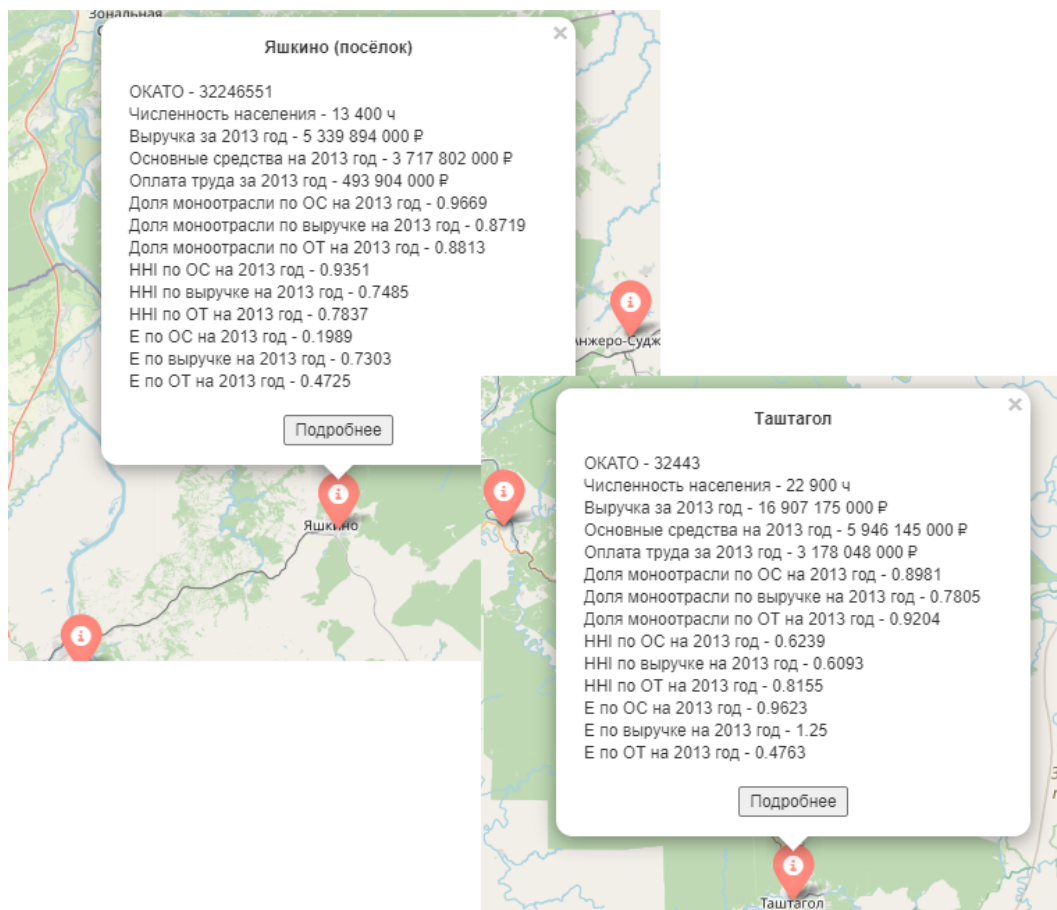 Зональная
Яшкино (посёлок)
×
ОКАТО - 32246551
Численность населения - 13 400 ч
Выручка за 2013 год - 5 339 894 000 ₽
Основные средства на 2013 год - 3 717 802 000 ₽
Оплата труда за 2013 год - 493 904 000 ₽
Доля моноотрасли по ОС на 2013 год - 0.9669
Доля моноотрасли по выручке на 2013 год - 0.8719
Доля моноотрасли по ОТ на 2013 год - 0.8813
HHI по ОС на 2013 год - 0.9351
HHI по выручке на 2013 год - 0.7485
HHI по ОТ на 2013 год - 0.7837
E по ОС на 2013 год - 0.1989
E по выручке на 2013 год - 0.7303
E по ОТ на 2013 год - 0.4725
Подробнее
Яшкино
нжеро-Судж
Таштагол
×
ОКАТО - 32443
Численность населения - 22 900 ч
Выручка за 2013 год - 16 907 175 000 ₽
Основные средства на 2013 год - 5 946 145 000 ₽
Оплата труда за 2013 год - 3 178 048 000 ₽
Доля моноотрасли по ОС на 2013 год - 0.8981
Доля моноотрасли по выручке на 2013 год - 0.7805
Доля моноотрасли по ОТ на 2013 год - 0.9204
HHI по ОС на 2013 год - 0.6239
HHI по выручке на 2013 год - 0.6093
HHI по ОТ на 2013 год - 0.8155
E по ОС на 2013 год - 0.9623
E по выручке на 2013 год - 1.25
E по ОТ на 2013 год - 0.4763
Подробнее
Таштагол